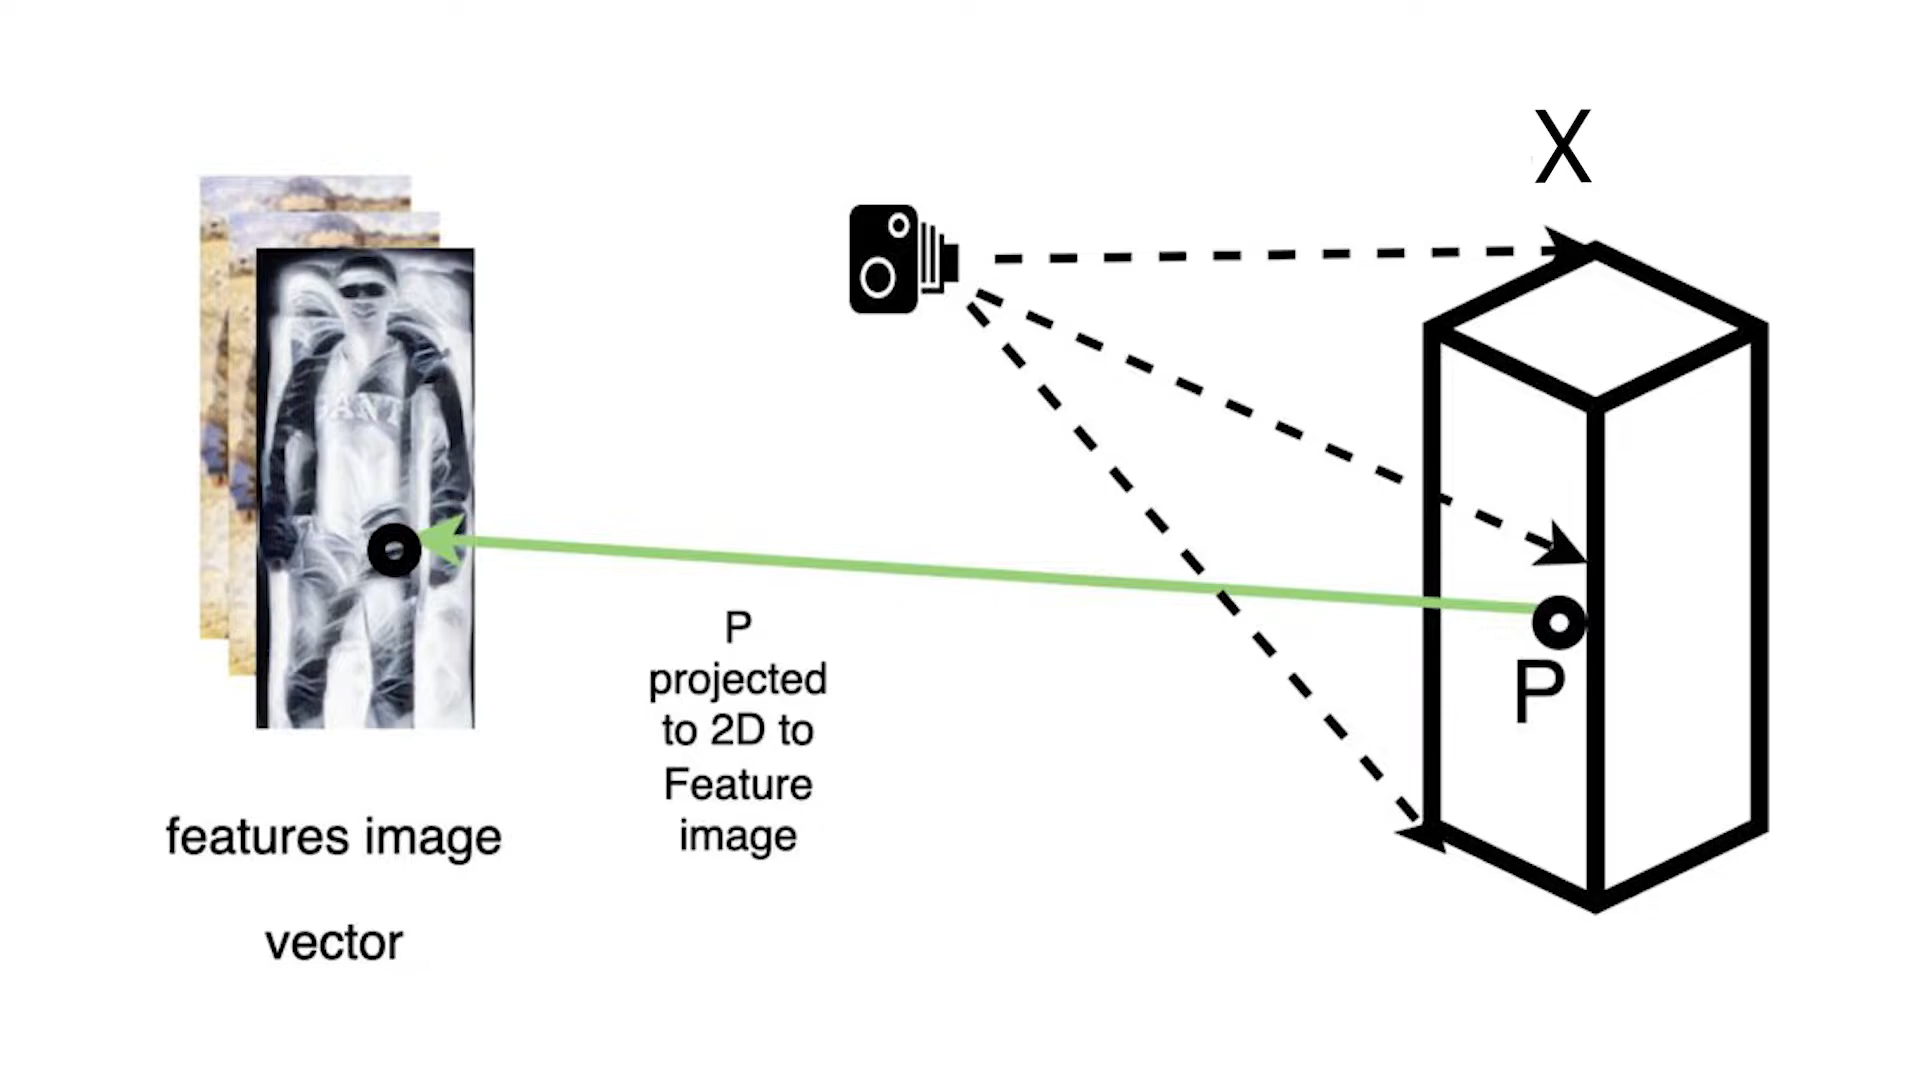 X
P
P
projected
to 2D to
Feature
image
features image
vector